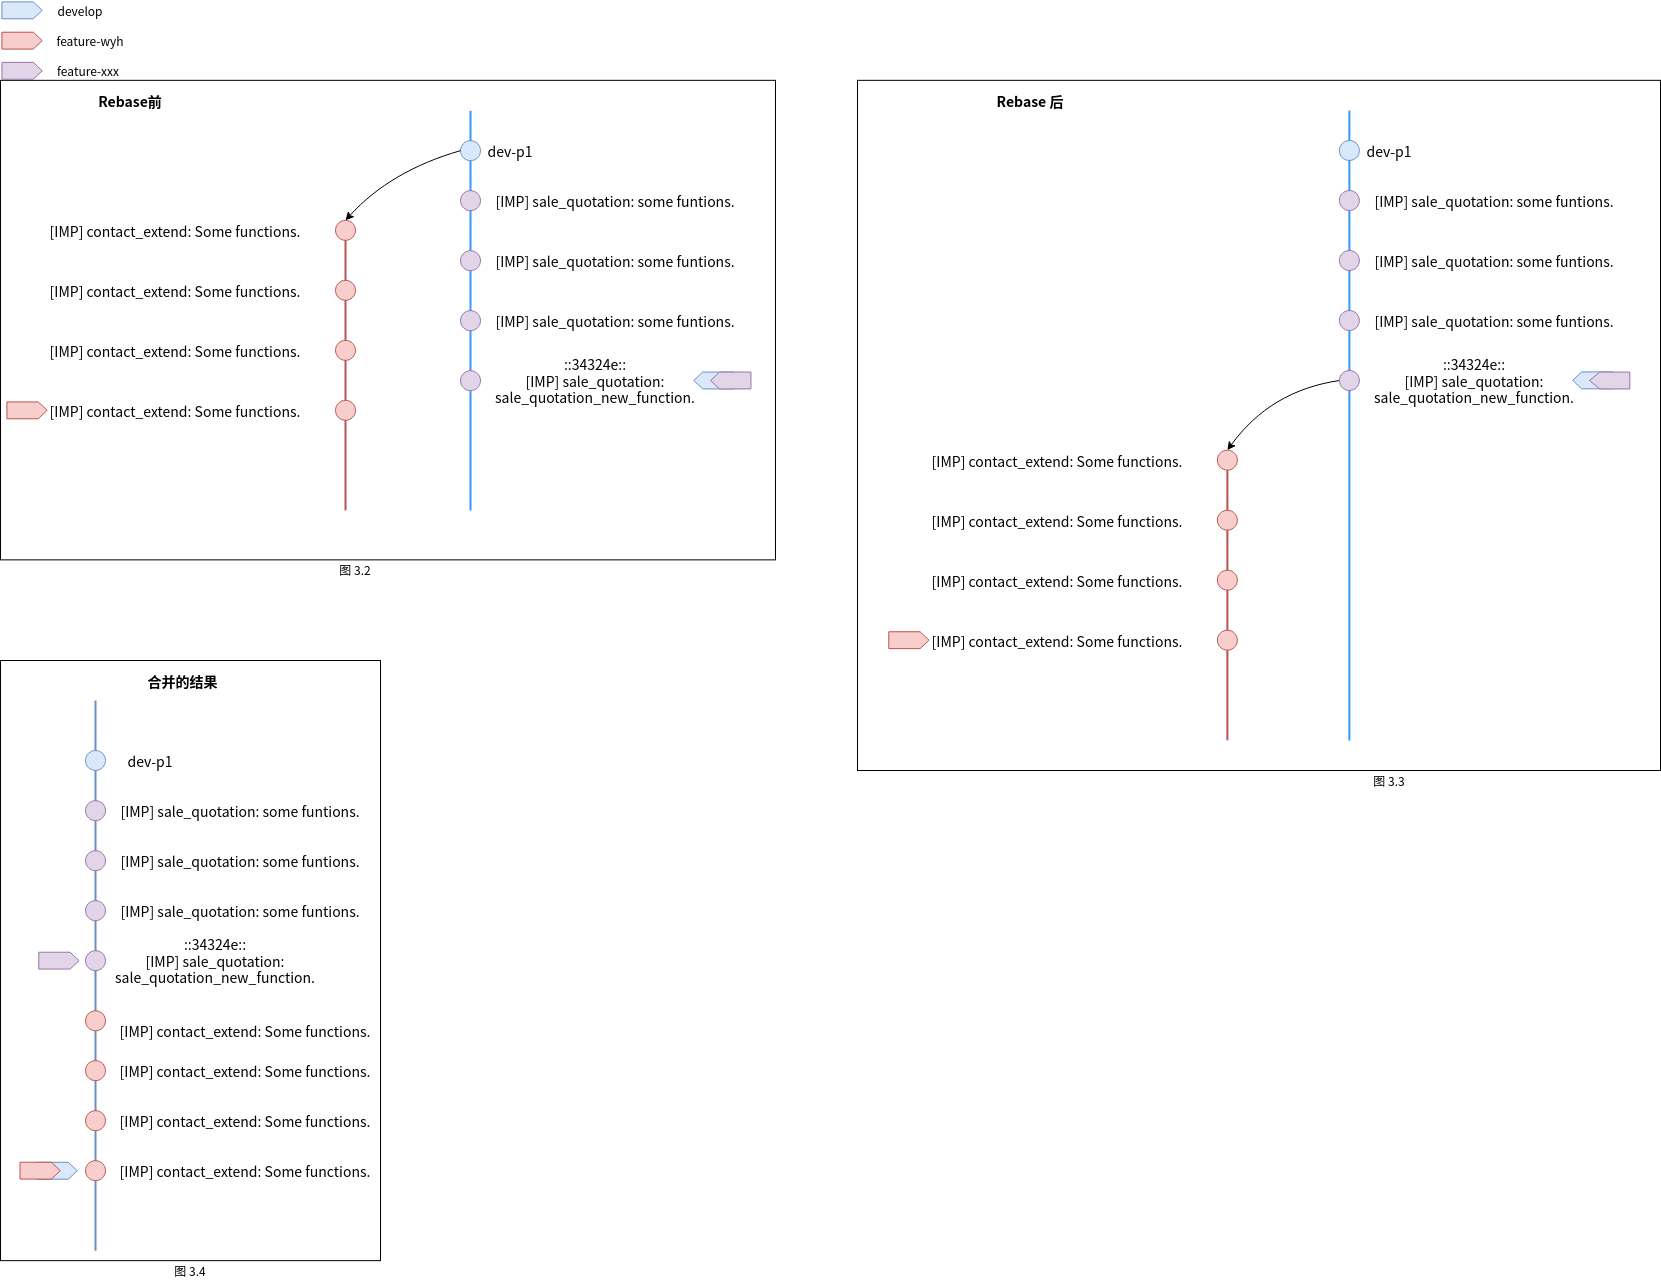 develop
feature-wyh
feature-xxx
Rebase前
dev-p1
[IMP] sale_quotation: some funtions.
[IMP] contact_extend: Some functions.
[IMP] sale_quotation: some funtions.
[IMP] contact_extend: Some functions.
[IMP] sale_quotation: some funtions.
[IMP] contact_extend: Some functions.
::34324e::
[IMP] sale_quotation:
sale_quotation_new_function.
[IMP] contact_extend: Some functions.
图 3.2
Rebase 后
dev-p1
[IMP] sale_quotation: some funtions.
[IMP] sale_quotation: some funtions.
[IMP] sale_quotation: some funtions.
::34324e::
[IMP] sale_quotation:
sale_quotation_new_function.
[IMP] contact_extend: Some functions.
[IMP] contact_extend: Some functions.
[IMP] contact_extend: Some functions.
[IMP] contact_extend: Some functions.
图 3.3
合并的结果
dev-p1
[IMP] sale_quotation: some funtions.
[IMP] sale_quotation: some funtions.
[IMP] sale_quotation: some funtions.
::34324e::
[IMP] sale_quotation:
sale_quotation_new_function.
[IMP] contact_extend: Some functions.
[IMP] contact_extend: Some functions.
[IMP] contact_extend: Some functions.
[IMP] contact_extend: Some functions.
图 3.4